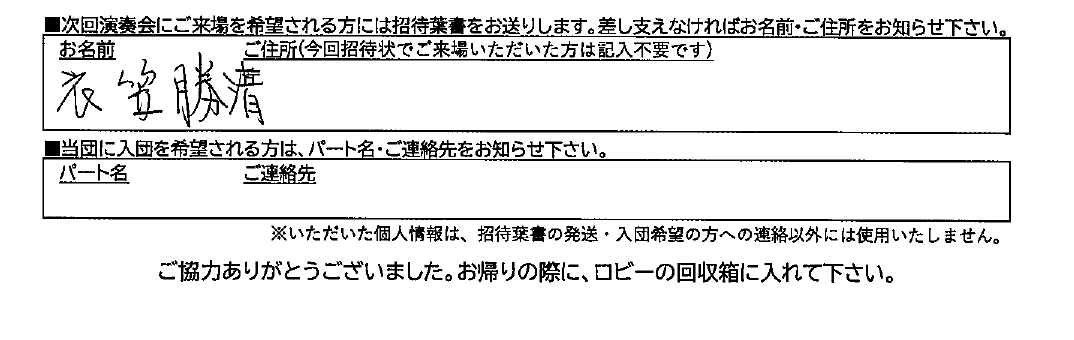 ■次回演奏会にご来場を希望される方には招待葉書をお送りします。差し支えなければお名前・ご住所をお知らせ下さい。
お名前 ご住所(今回招待状でご来場いただいた方は記入不要です)
衣笠勝清
■当団に入団を希望される方は、パート名・ご連絡先をお知らせ下さい。
パート名 ご連絡先
※いただいた個人情報は、招待葉書の発送・入団希望の方への連絡以外には使用いたしません。
ご協力ありがとうございました。お帰りの際に、ロビーの回収箱に入れて下さい。